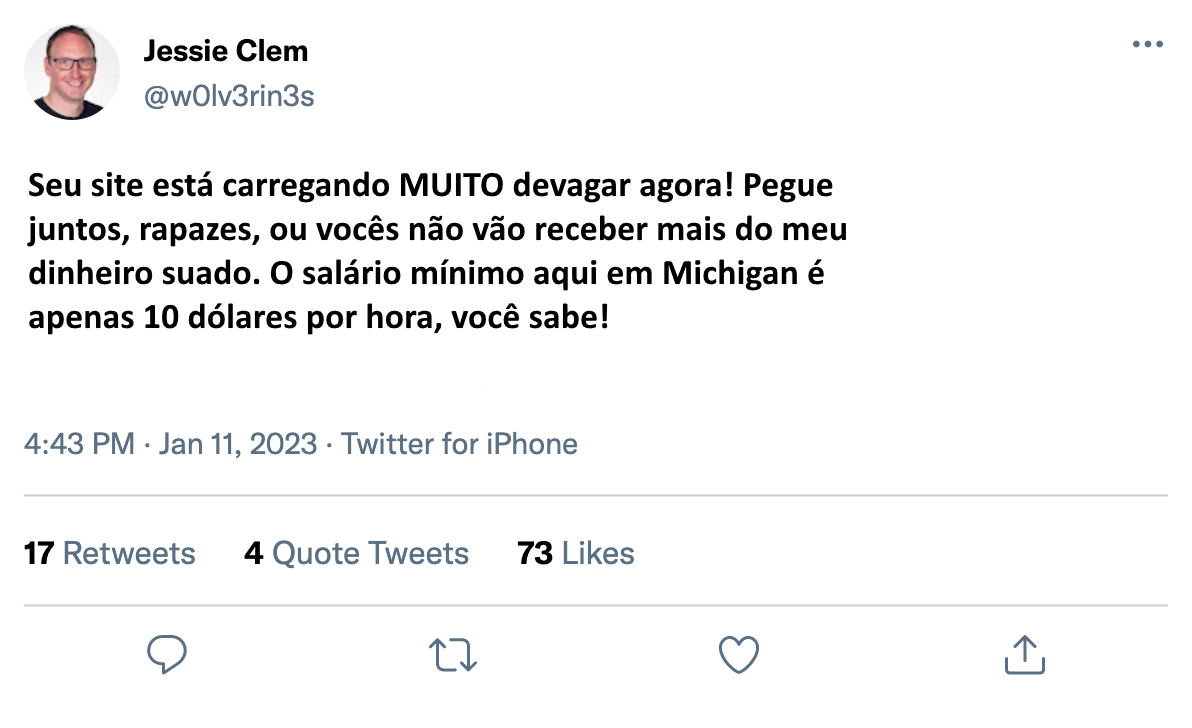 Jessie Clem
@w0lv3rin3s
Seu site está carregando MUITO devagar agora! Pegue
juntos, rapazes, ou vocês não vão receber mais do meu
dinheiro suado. O salário mínimo aqui em Michigan é
apenas 10 dólares por hora, você sabe!
4:43 PM · Jan 11, 2023 · Twitter for iPhone
17 Retweets 4 Quote Tweets 73 Likes